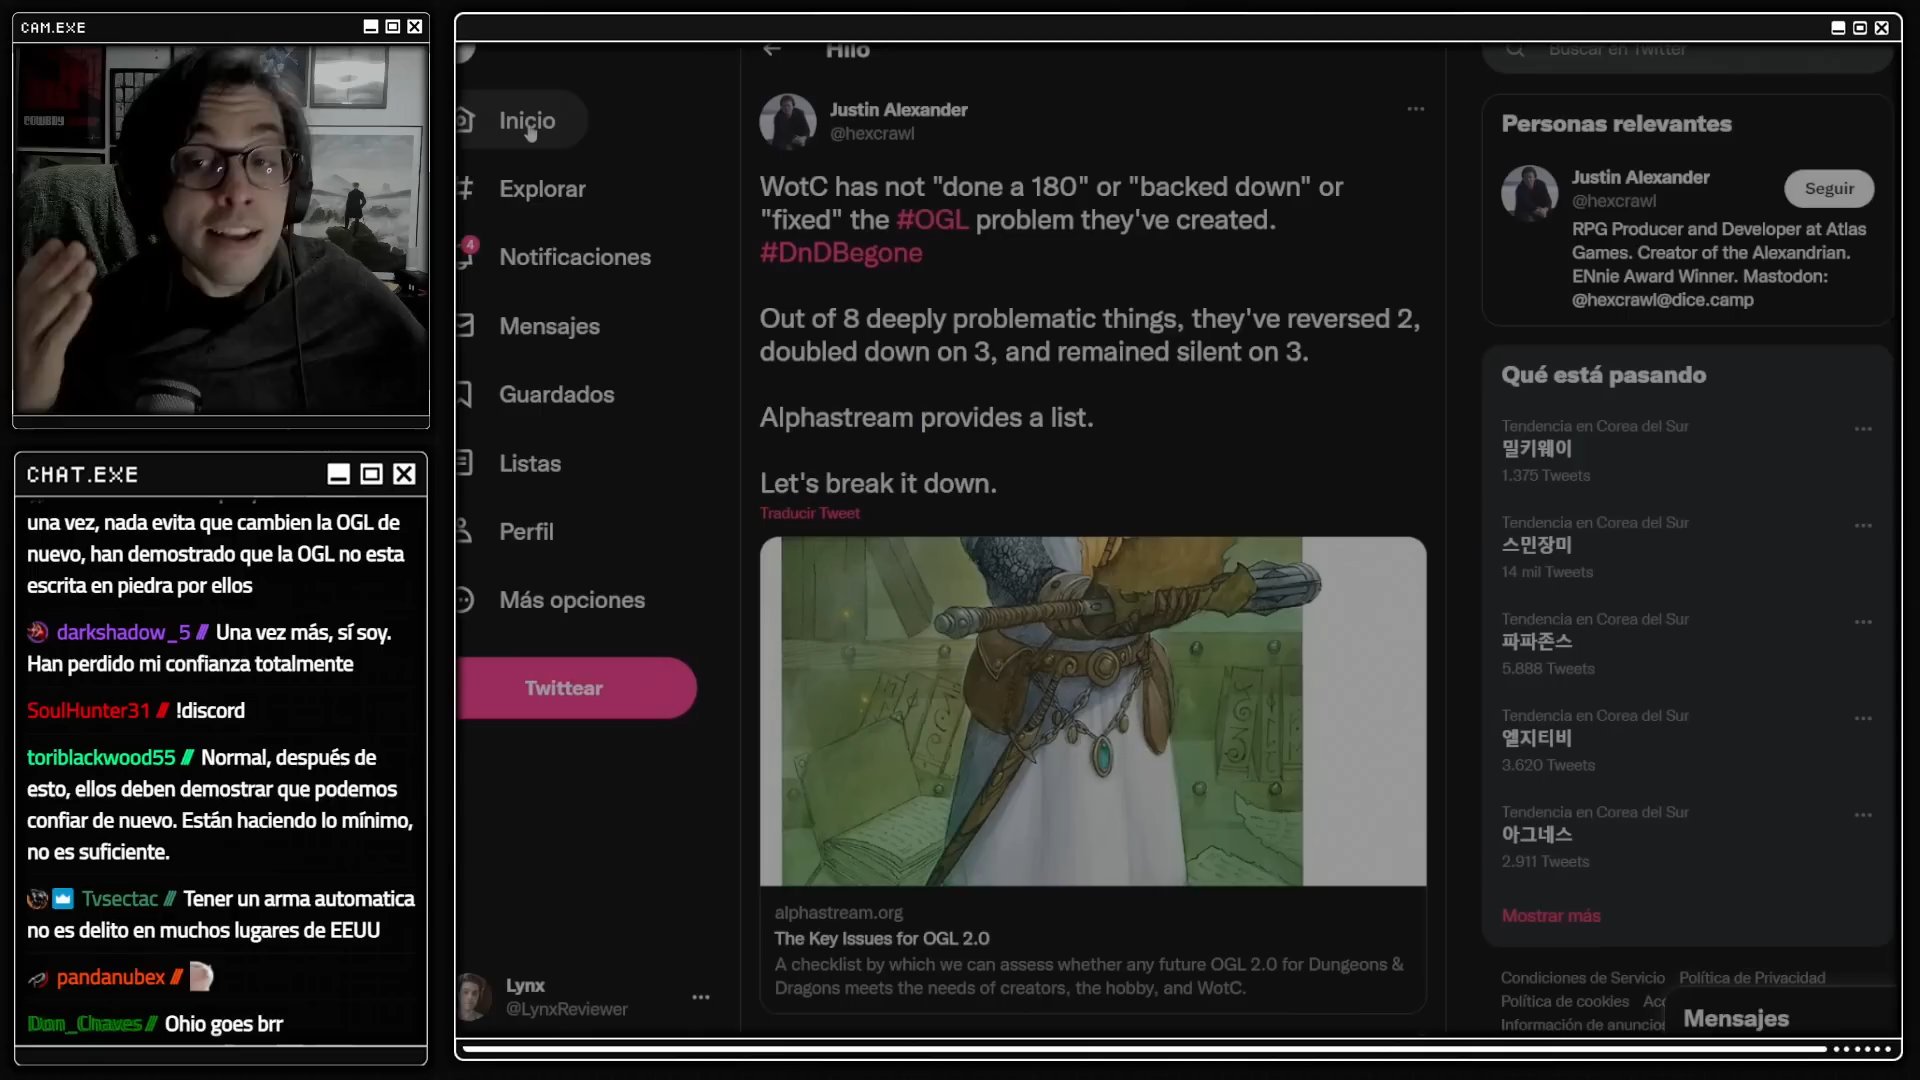 CAM.EXE
CHAT.EXE
una vez, nada evita que cambien la OGL de
nuevo, han demostrado que la OGL no esta
escrita en piedra por ellos
darkshadow_5 // Una vez más, sí soy.
Han perdido mi confianza totalmente
SoulHunter31 // !discord
toriblackwood55 // Normal, después de
esto, ellos deben demostrar que podemos
confiar de nuevo. Están haciendo lo mínimo,
no es suficiente.
Tvsectac // Tener un arma automatica
no es delito en muchos lugares de EEUU
pandanubex //
Don_Chaves // Ohio goes brr
Inicio
Explorar
4
Notificaciones
Mensajes
Guardados
Listas
Perfil
Más opciones
Twittear
Lynx
@LynxReviewer
Hilo
Justin Alexander
@hexcrawl
WotC has not "done a 180" or "backed down" or
"fixed" the #OGL problem they've created.
#DnDBegone
Out of 8 deeply problematic things, they've reversed 2,
doubled down on 3, and remained silent on 3.
Alphastream provides a list.
Let's break it down.
Traducir Tweet
alphastream.org
The Key Issues for OGL 2.0
A checklist by which we can assess whether any future OGL 2.0 for Dungeons &
Dragons meets the needs of creators, the hobby, and WotC.
Buscar en Twitter
Personas relevantes
Justin Alexander
@hexcrawl
Seguir
RPG Producer and Developer at Atlas
Games. Creator of the Alexandrian.
ENnie Award Winner. Mastodon:
@hexcrawl@dice.camp
Qué está pasando
Tendencia en Corea del Sur
밀키웨이
1.375 Tweets
Tendencia en Corea del Sur
스민장미
14 mil Tweets
Tendencia en Corea del Sur
파파존스
5.888 Tweets
Tendencia en Corea del Sur
엘지티비
3.620 Tweets
Tendencia en Corea del Sur
아그네스
2.911 Tweets
Mostrar más
Condiciones de Servicio Política de Privacidad
Política de cookies
Información de anuncios
Mensajes